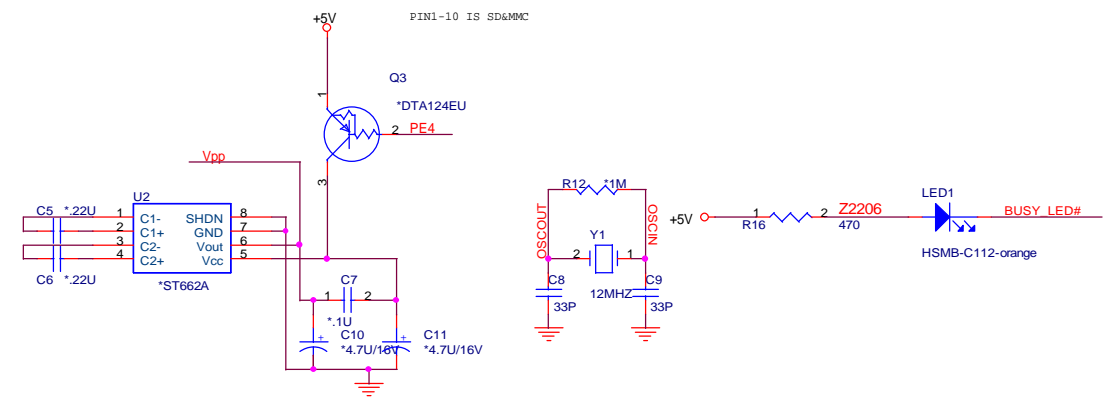 +5V
PIN1-10 IS SD&MMC
Q3
*DTA124EU
1
2
PE4
3
Vpp
U2
C5
*.22U
1
C1-
SHDN
8
2
C1+
GND
7
3
C2-
Vout
6
4
C2+
Vcc
5
C6
*.22U
*ST662A
C7
1
2
*.1U
C10
*4.7U/16V
C11
*4.7U/16V
+
+
R12
*1M
OSCOUT
OSCIN
Y1
2
1
12MHZ
C8
33P
C9
33P
+5V
1
R16
2
Z2206
470
LED1
BUSY_LED#
HSMB-C112-orange